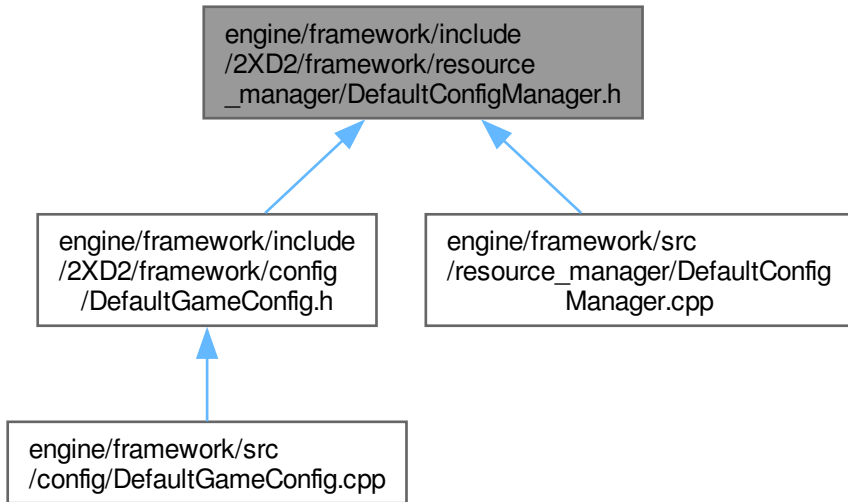 engine/framework/include
/2XD2/framework/resource
_manager/DefaultConfigManager.h
engine/framework/include
/2XD2/framework/config
/DefaultGameConfig.h
engine/framework/src
/resource_manager/DefaultConfig
Manager.cpp
engine/framework/src
/config/DefaultGameConfig.cpp